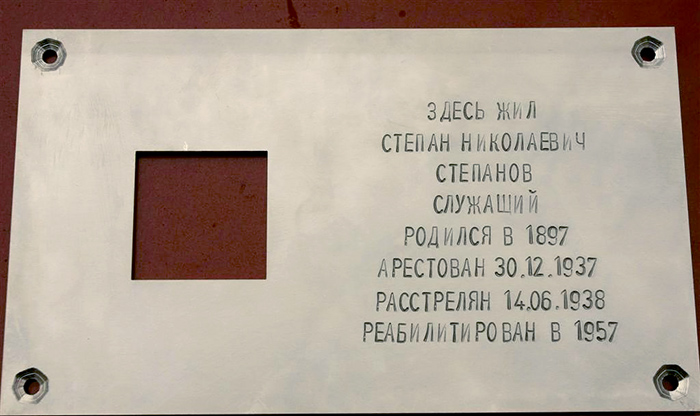 ЗДЕСЬ ЖИЛ
СТЕПАН НИКОЛАЕВИЧ
СТЕПАНОВ
СЛУЖАЩИЙ
РОДИЛСЯ В 1897
АРЕСТОВАН 30.12.1937
РАССТРЕЛЯН 14.06.1938
РЕАБИЛИТИРОВАН В 1957